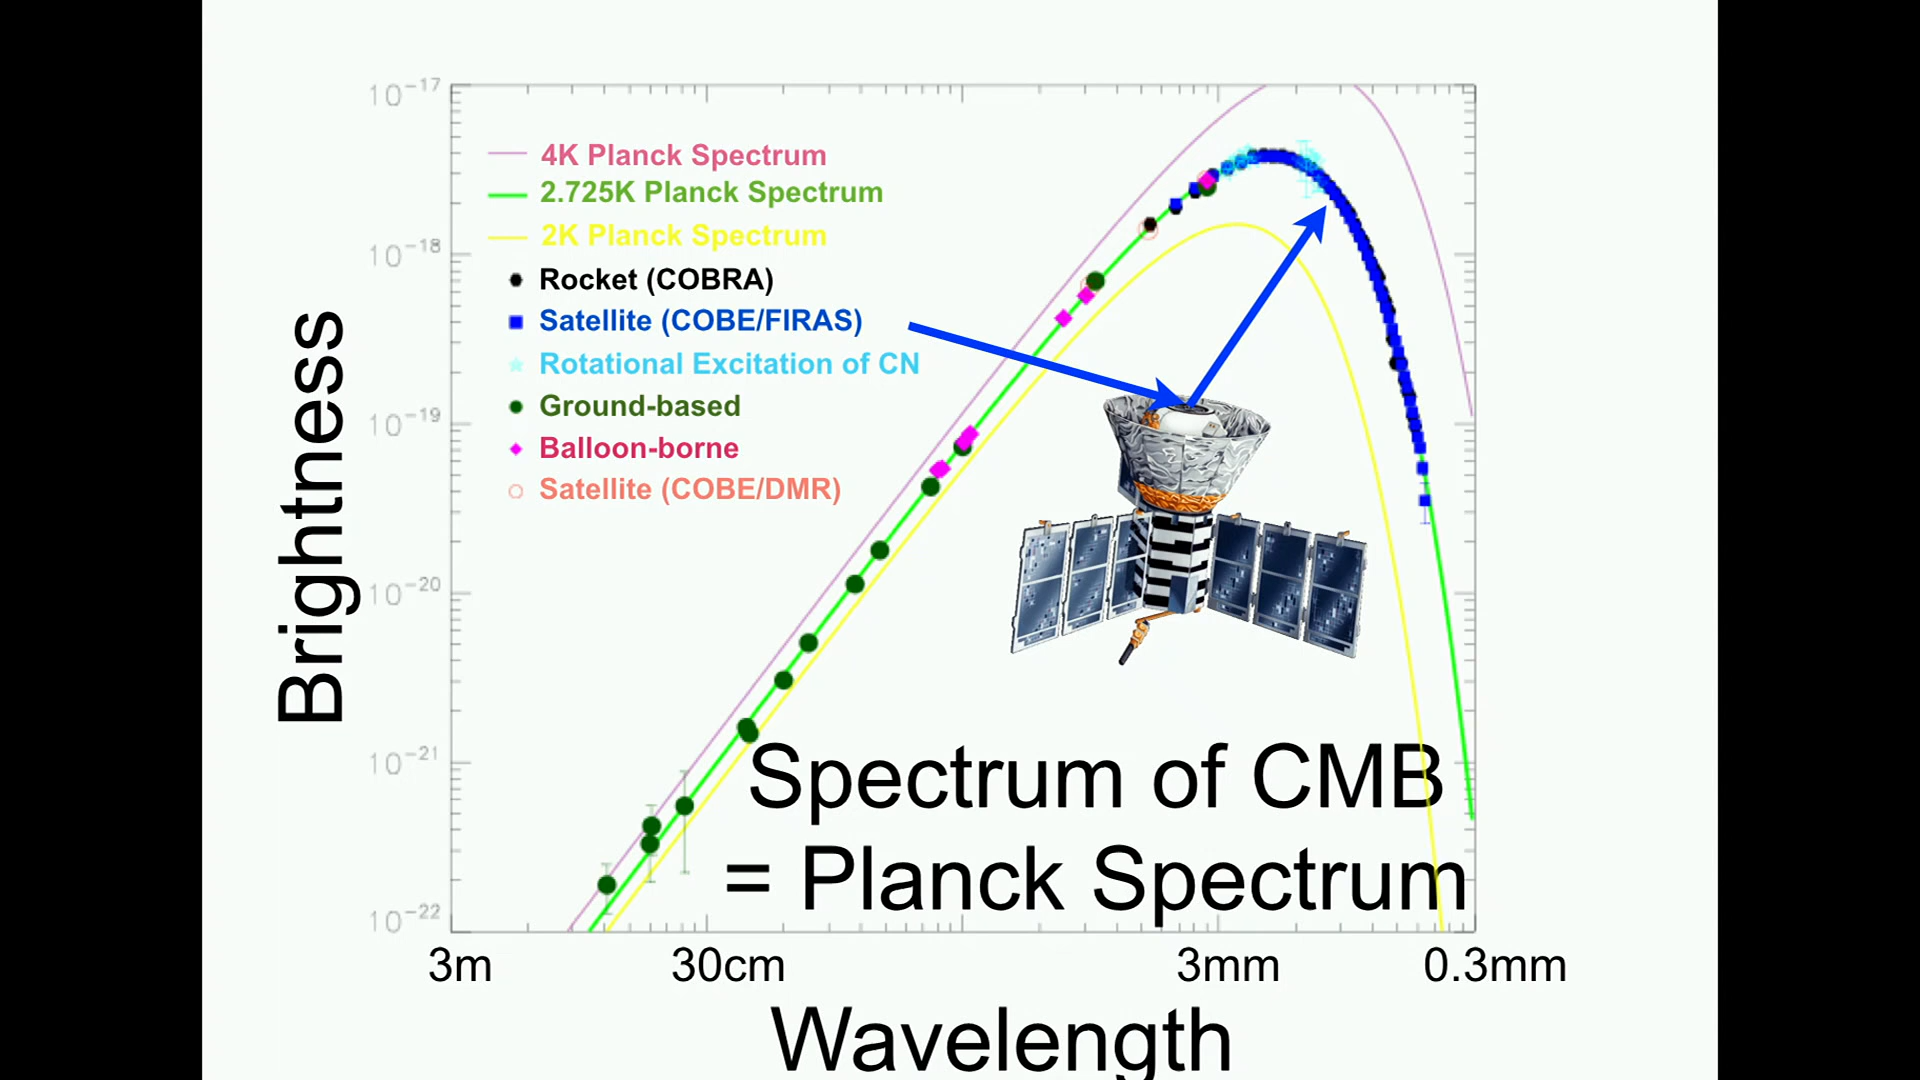 10⁻¹⁷
10⁻¹⁸
10⁻¹⁹
10⁻²⁰
10⁻²¹
10⁻²²
Brightness
4K Planck Spectrum
2.725K Planck Spectrum
2K Planck Spectrum
Rocket (COBRA)
Satellite (COBE/FIRAS)
Rotational Excitation of CN
Ground-based
Balloon-borne
Satellite (COBE/DMR)
Spectrum of CMB
= Planck Spectrum
3m 30cm 3mm 0.3mm
Wavelength